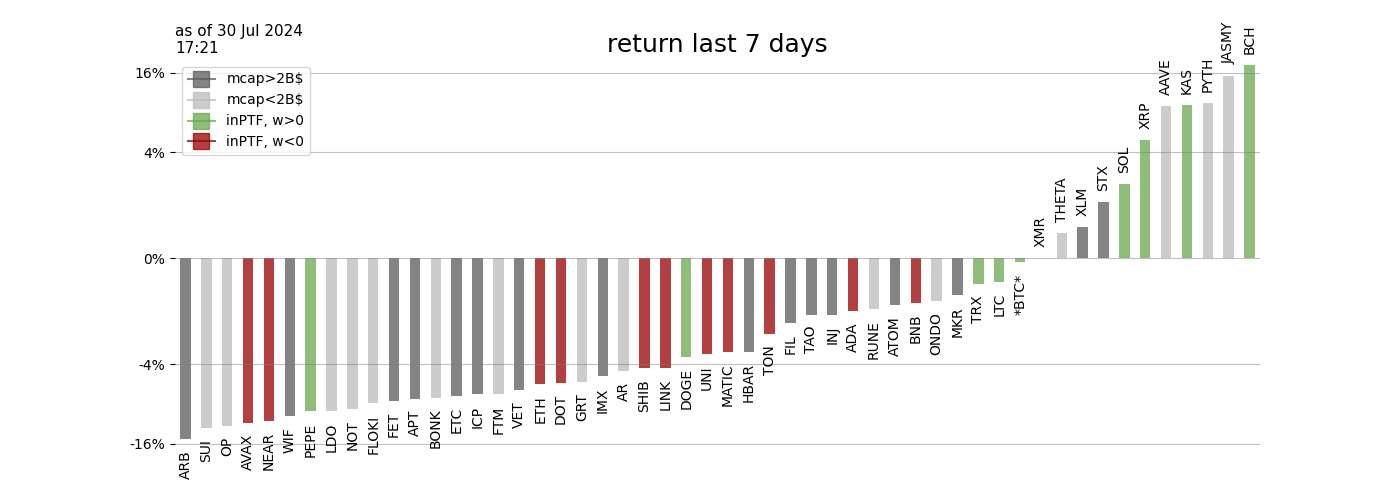 as of 30 Jul 2024
17:21
return last 7 days
mcap>2B$
mcap<2B$
inPTF, w>0
inPTF, w<0
16%
4%
0%
-4%
-16%
ARB
SUI
OP
AVAX
NEAR
WIF
PEPE
LDO
NOT
FLOKI
FET
APT
BONK
ETC
ICP
FTM
VET
ETH
DOT
GRT
IMX
AR
SHIB
LINK
DOGE
UNI
MATIC
HBAR
TON
FIL
TAO
INJ
ADA
RUNE
ATOM
BNB
ONDO
MKR
TRX
LTC
*BTC*
XMR
THETA
XLM
STX
SOL
XRP
AAVE
KAS
PYTH
JASMY
BCH